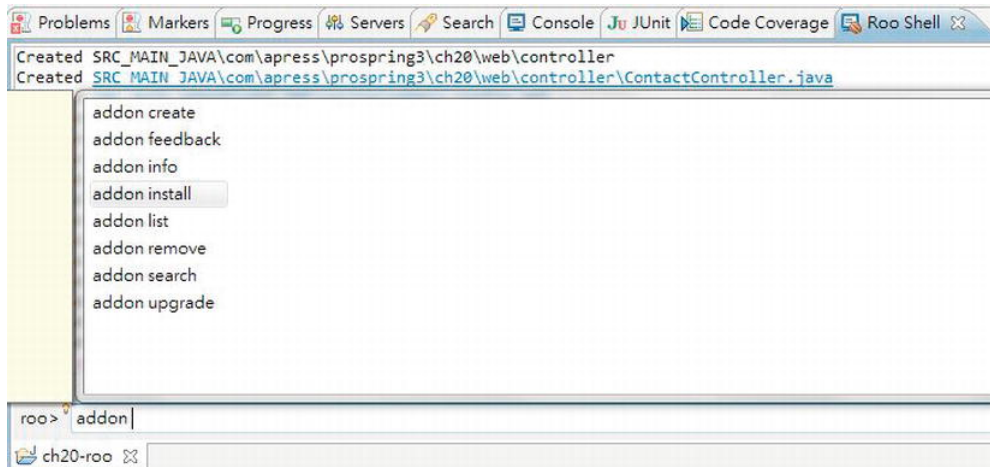 Problems Markers Progress Servers Search Console Ju JUnit Code Coverage Roo Shell
Created SRC_MAIN_JAVA\com\apress\prospring3\ch20\web\controller
Created SRC_MAIN_JAVA\com\apress\prospring3\ch20\web\controller\ContactController.java
addon create
addon feedback
addon info
addon install
addon list
addon remove
addon search
addon upgrade
roo> addon
ch20-roo